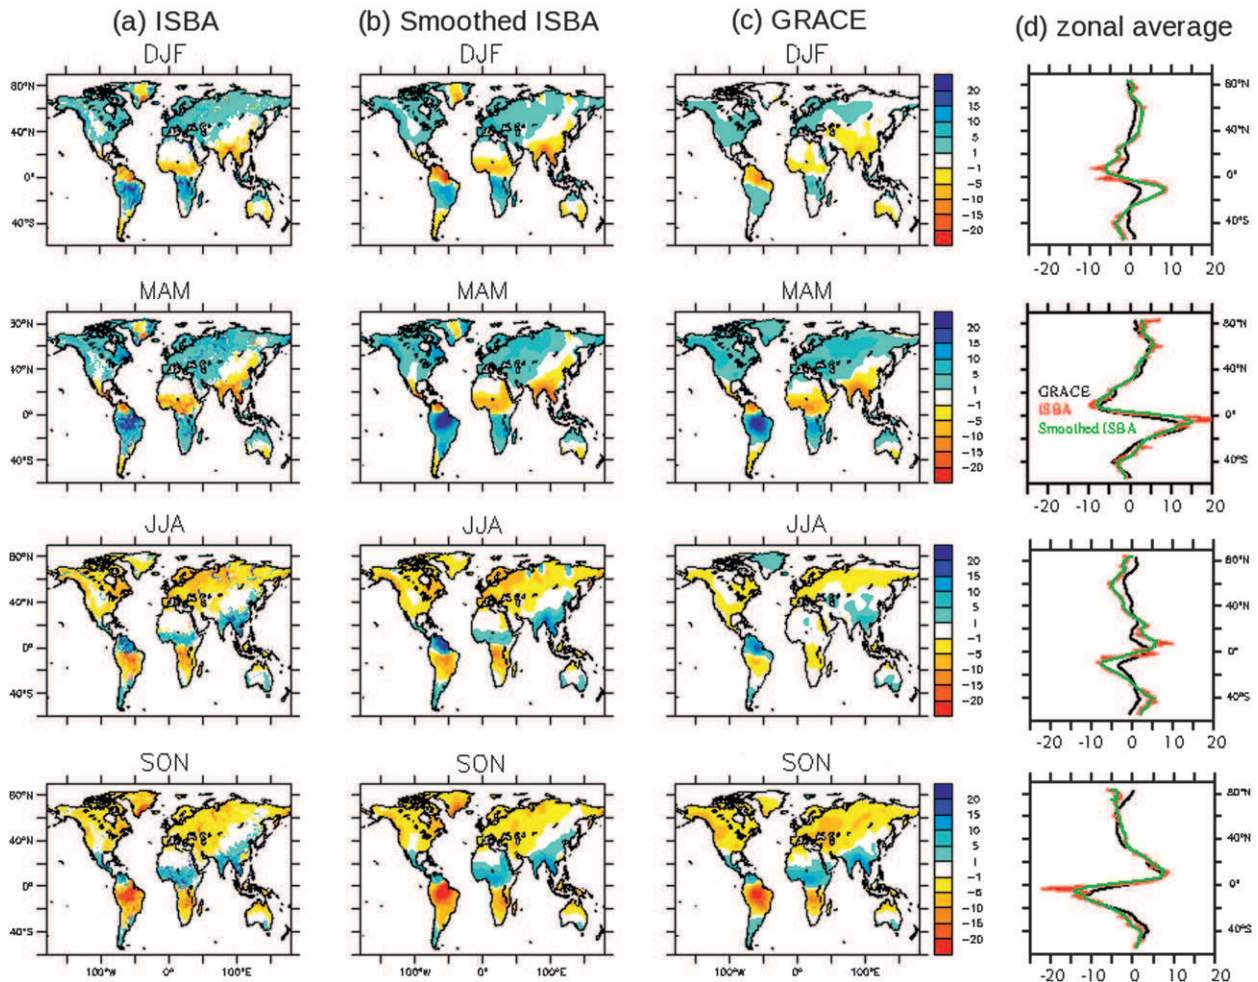 (a) ISBA (b) Smoothed ISBA (c) GRACE (d) zonal average
DJF DJF DJF
80°N 40°N 0° 40°S
20 15 10 5 1 −1 −5 −10 −15 −20
80°N 40°N 0° 40°S
-20 -10 0 10 20
MAM MAM MAM
40°N 0° 40°S
20 15 10 5 1 −1 −5 −10 −15 −20
GRACE
ISBA
Smoothed ISBA
80°N 40°N 0° 40°S
-20 -10 0 10 20
JJA JJA JJA
80°N 40°N 0° 40°S
20 15 10 5 1 −1 −5 −10 −15 −20
80°N 40°N 0° 40°S
-20 -10 0 10 20
SON SON SON
40°N 0° 40°S
20 15 10 5 1 −1 −5 −10 −15 −20
80°N 40°N 0° 40°S
100°W 0° 100°E 100°W 0° 100°E 100°W 0° 100°E
-20 -10 0 10 20